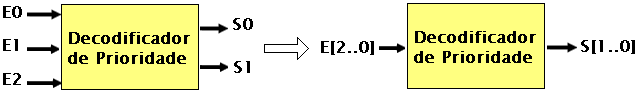 E0
E1
E2
Decodificador
de Prioridade
S0
S1
E[2..0]
Decodificador
de Prioridade
S[1..0]